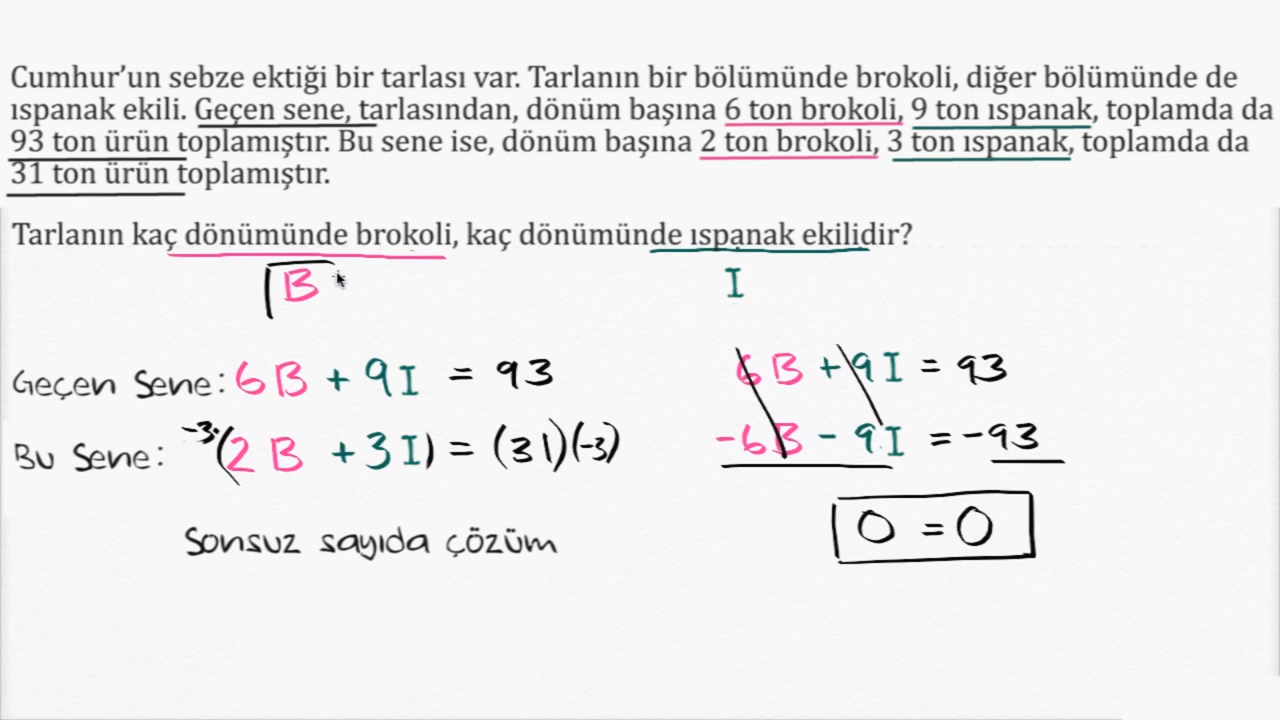 Cumhur'un sebze ektiği bir tarlası var. Tarlanın bir bölümünde brokoli, diğer bölümünde de
ıspanak ekili. Geçen sene, tarlasından, dönüm başına 6 ton brokoli, 9 ton ıspanak, toplamda da
93 ton ürün toplamıştır. Bu sene ise, dönüm başına 2 ton brokoli, 3 ton ıspanak, toplamda da
31 ton ürün toplamıştır.
Tarlanın kaç dönümünde brokoli, kaç dönümünde ıspanak ekilidir?
B
I
Geçen Sene: 6B + 9I = 93
Bu Sene: -3·(2B + 3I) = (31)(-3)
Sonsuz sayıda çözüm
6B + 9I = 93
-6B - 9I = -93
0 = 0